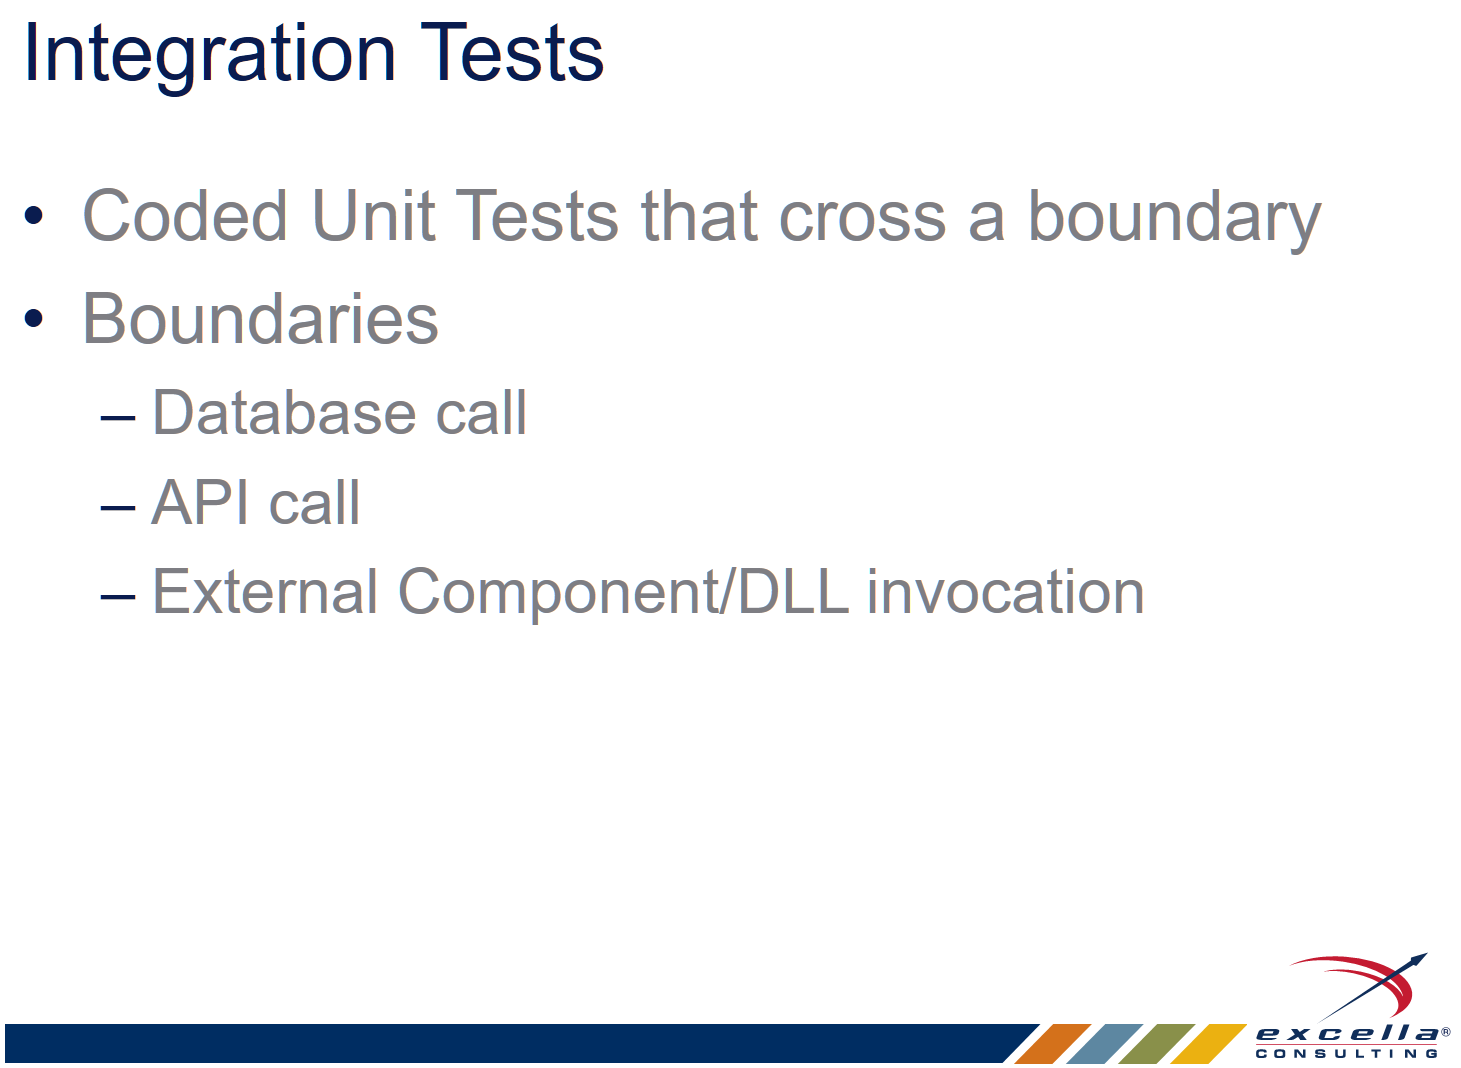 Integration Tests
• Coded Unit Tests that cross a boundary
• Boundaries
– Database call
– API call
– External Component/DLL invocation
excella®
CONSULTING